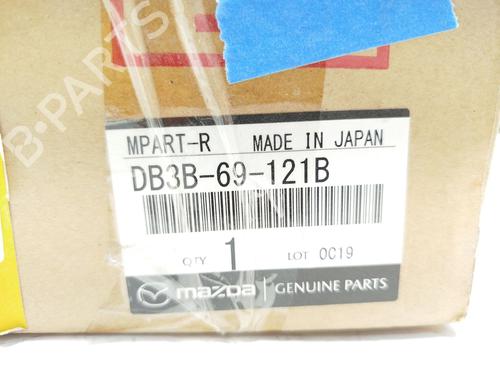 B-PARTS
MPART-R MADE IN JAPAN
DB3B-69-121B
QTY 1 LOT 0C19
mazda GENUINE PARTS